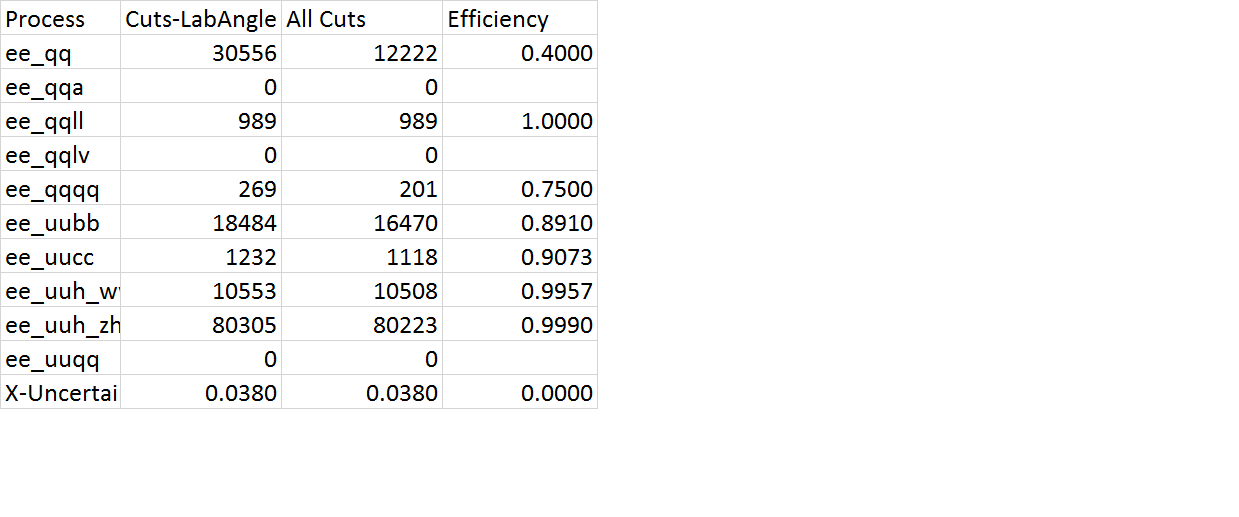 Process Cuts-LabAngle All Cuts Efficiency
ee_qq 30556 12222 0.4000
ee_qqa 0 0
ee_qqll 989 989 1.0000
ee_qqlv 0 0
ee_qqqq 269 201 0.7500
ee_uubb 18484 16470 0.8910
ee_uucc 1232 1118 0.9073
ee_uuh_w 10553 10508 0.9957
ee_uuh_zh 80305 80223 0.9990
ee_uuqq 0 0
X-Uncertai 0.0380 0.0380 0.0000